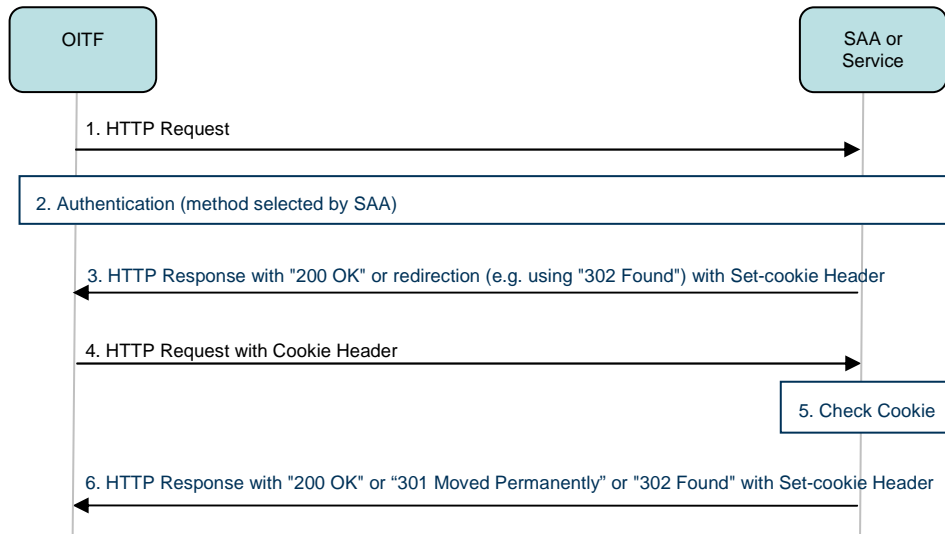 OITF
SAA or
Service
1. HTTP Request
2. Authentication (method selected by SAA)
3. HTTP Response with "200 OK" or redirection (e.g. using "302 Found") with Set-cookie Header
4. HTTP Request with Cookie Header
5. Check Cookie
6. HTTP Response with "200 OK" or “301 Moved Permanently” or "302 Found" with Set-cookie Header